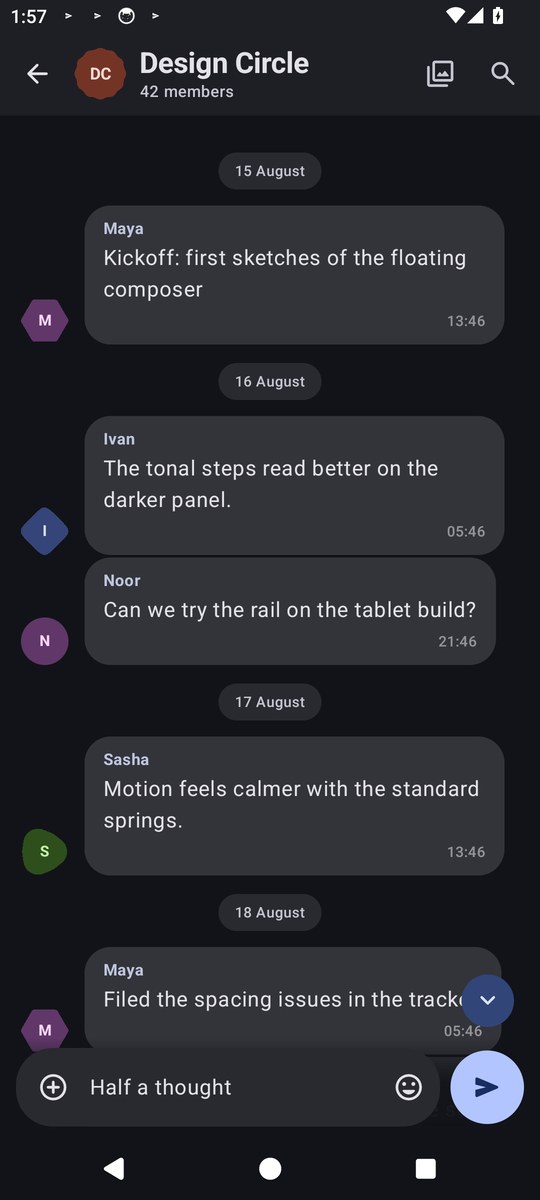 1:57
DC
Design Circle
42 members
15 August
Maya
Kickoff: first sketches of the floating
composer
13:46
M
16 August
Ivan
The tonal steps read better on the
darker panel.
05:46
I
Noor
Can we try the rail on the tablet build?
21:46
N
17 August
Sasha
Motion feels calmer with the standard
springs.
13:46
S
18 August
Maya
Filed the spacing issues in the
05:46
M
Half a thought